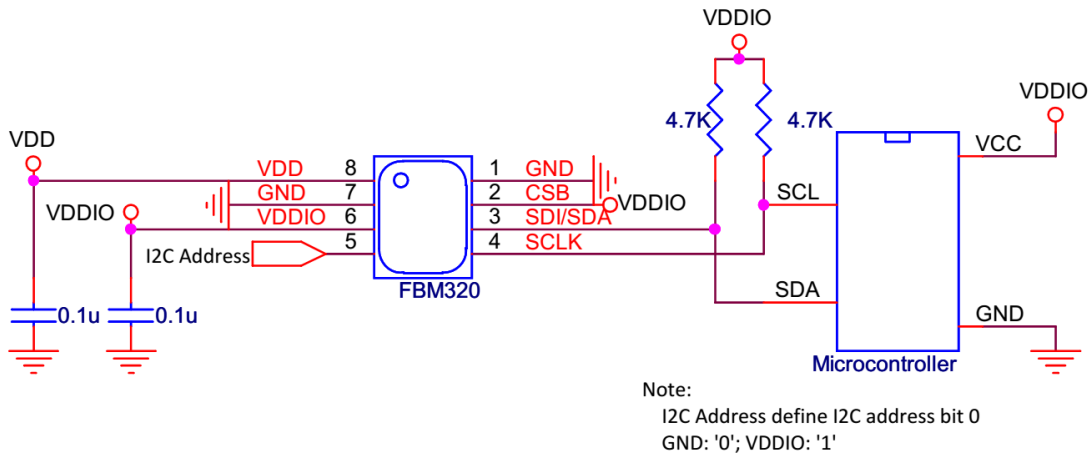 VDDIO
VDDIO
4.7K
4.7K
VDD
VCC
VDD
8
1
GND
GND
7
2
CSB
SCL
VDDIO
VDDIO
6
3
SDI/SDA
VDDIO
I2C Address
5
4
SCLK
FBM320
SDA
0.1u
0.1u
GND
Microcontroller
Note:
I2C Address define I2C address bit 0
GND: '0'; VDDIO: '1'